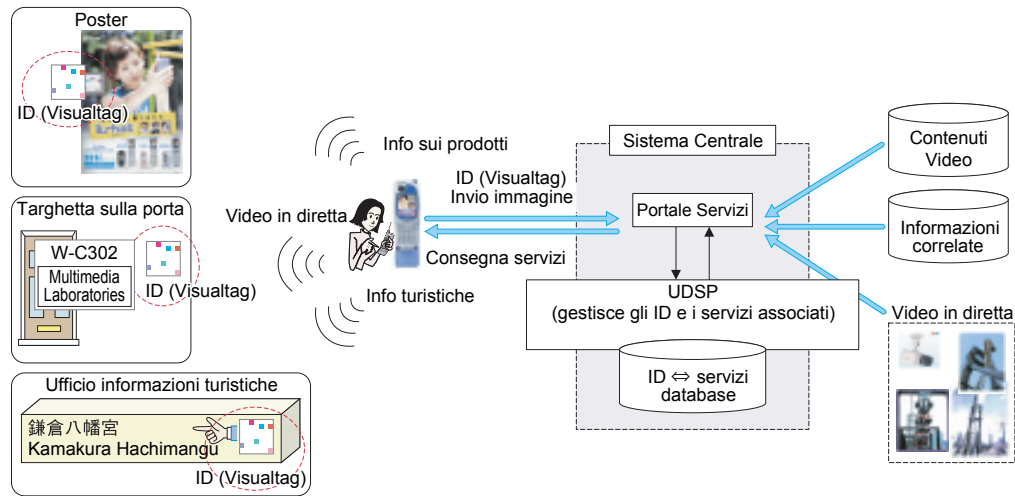 Poster
ID (Visualtag)
Targhetta sulla porta
W-C302
Multimedia
Laboratories
ID (Visualtag)
Ufficio informazioni turistiche
鎌倉八幡宮
Kamakura Hachimangu
ID (Visualtag)
Info sui prodotti
Video in diretta
Info turistiche
ID (Visualtag)
Invio immagine
Consegna servizi
Sistema Centrale
Portale Servizi
UDSP
(gestisce gli ID e i servizi associati)
ID ⇔ servizi
database
Contenuti
Video
Informazioni
correlate
Video in diretta